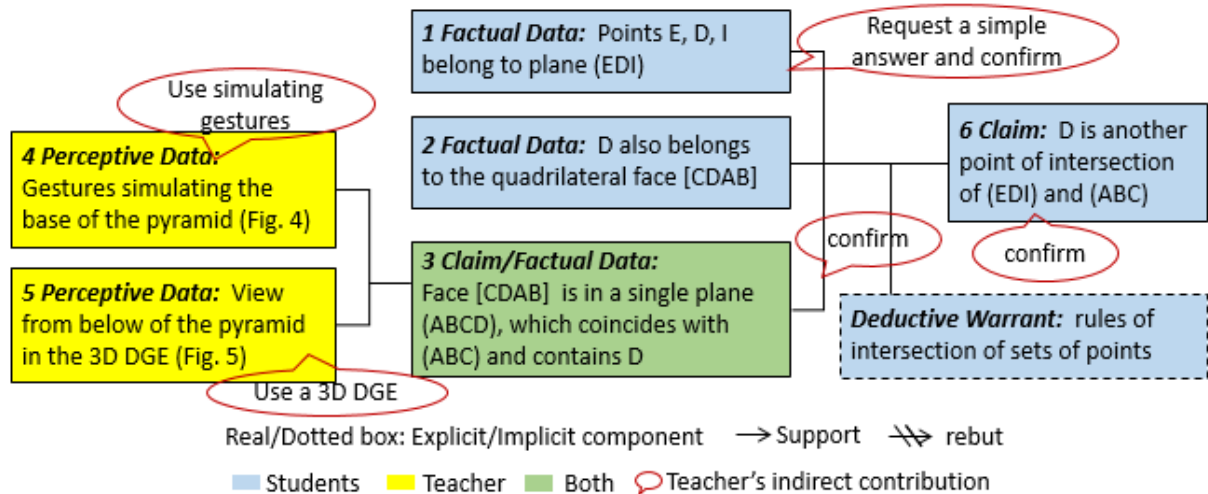 1 Factual Data: Points E, D, I
belong to plane (EDI)
Request a simple
answer and confirm
Use simulating
gestures
4 Perceptive Data:
Gestures simulating the
base of the pyramid (Fig. 4)
2 Factual Data: D also belongs
to the quadrilateral face [CDAB]
6 Claim: D is another
point of intersection
of (EDI) and (ABC)
confirm
confirm
5 Perceptive Data: View
from below of the pyramid
in the 3D DGE (Fig. 5)
Use a 3D DGE
3 Claim/Factual Data:
Face [CDAB] is in a single plane
(ABCD), which coincides with
(ABC) and contains D
Deductive Warrant: rules of
intersection of sets of points
Real/Dotted box: Explicit/Implicit component Support rebut
Students Teacher Both Teacher's indirect contribution